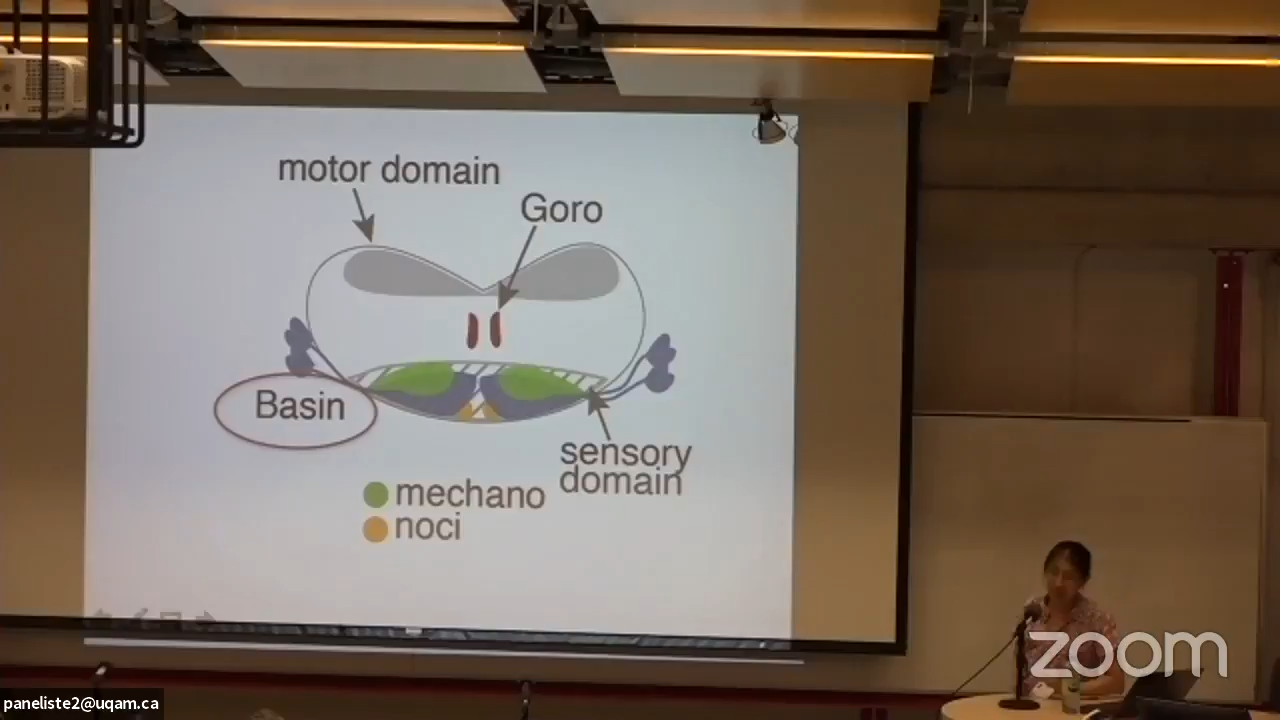 motor domain
Goro
Basin
sensory
domain
mechano
noci
zoom
paneliste2@uqam.ca